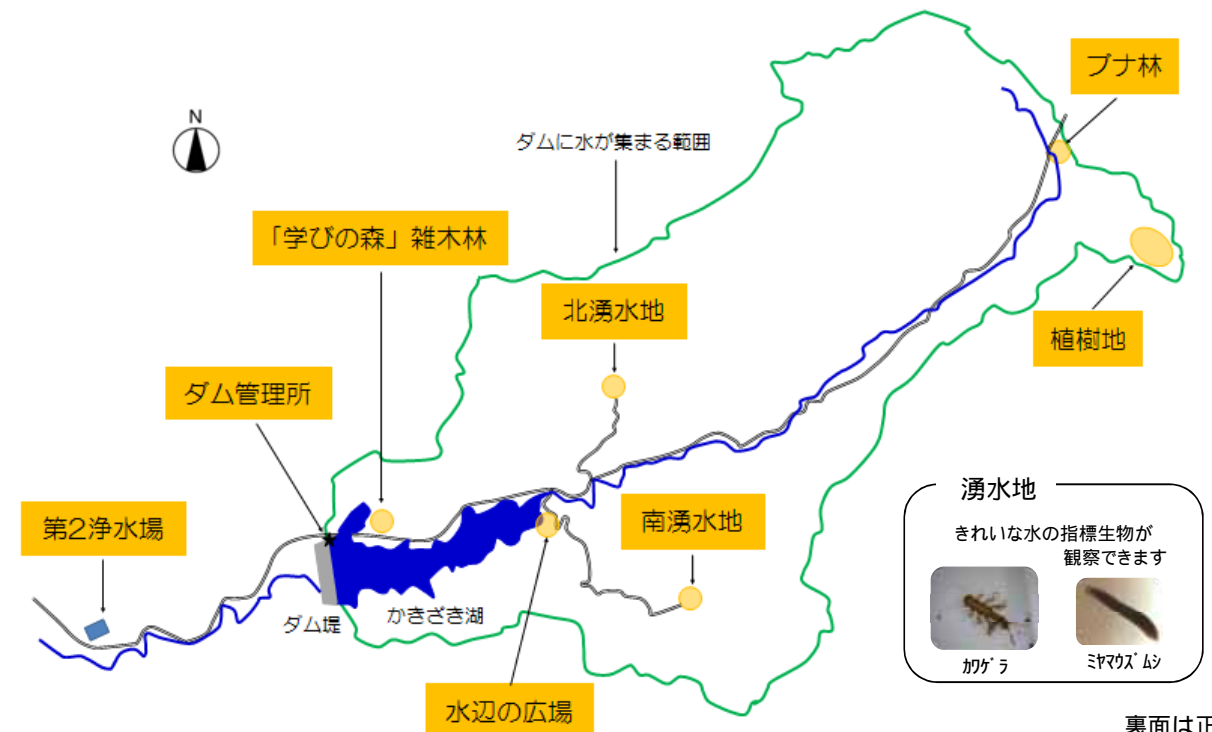 ブナ林
N
ダムに水が集まる範囲
「学びの森」雑木林
北湧水地
植樹地
ダム管理所
湧水地
第2浄水場
南湧水地
きれいな水の指標生物が
観察できます
ダム堤
かきざき湖
カワゲラ
ミヤマウズムシ
水辺の広場
裏面は正